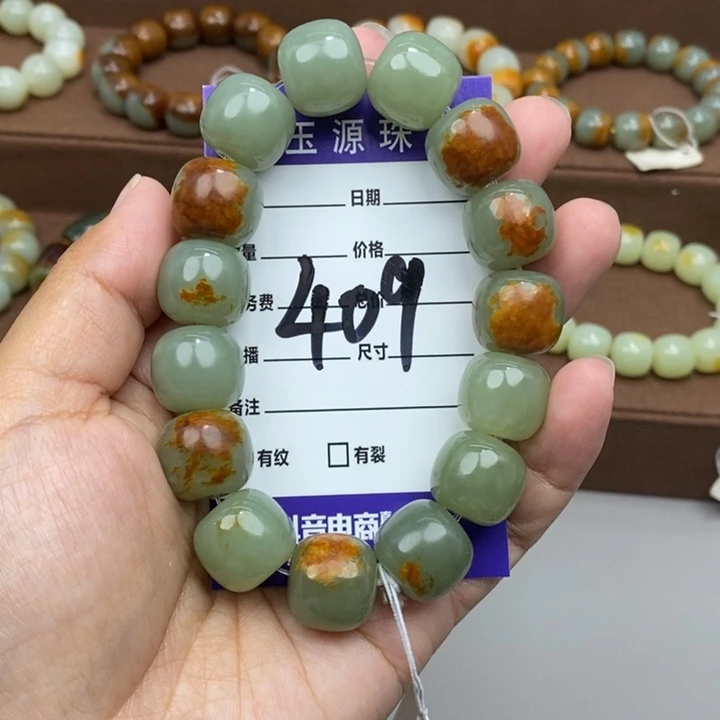 玉源珠
日期
量 价格
务费
409
播 尺寸
备注
有纹 □有裂
抖音电商